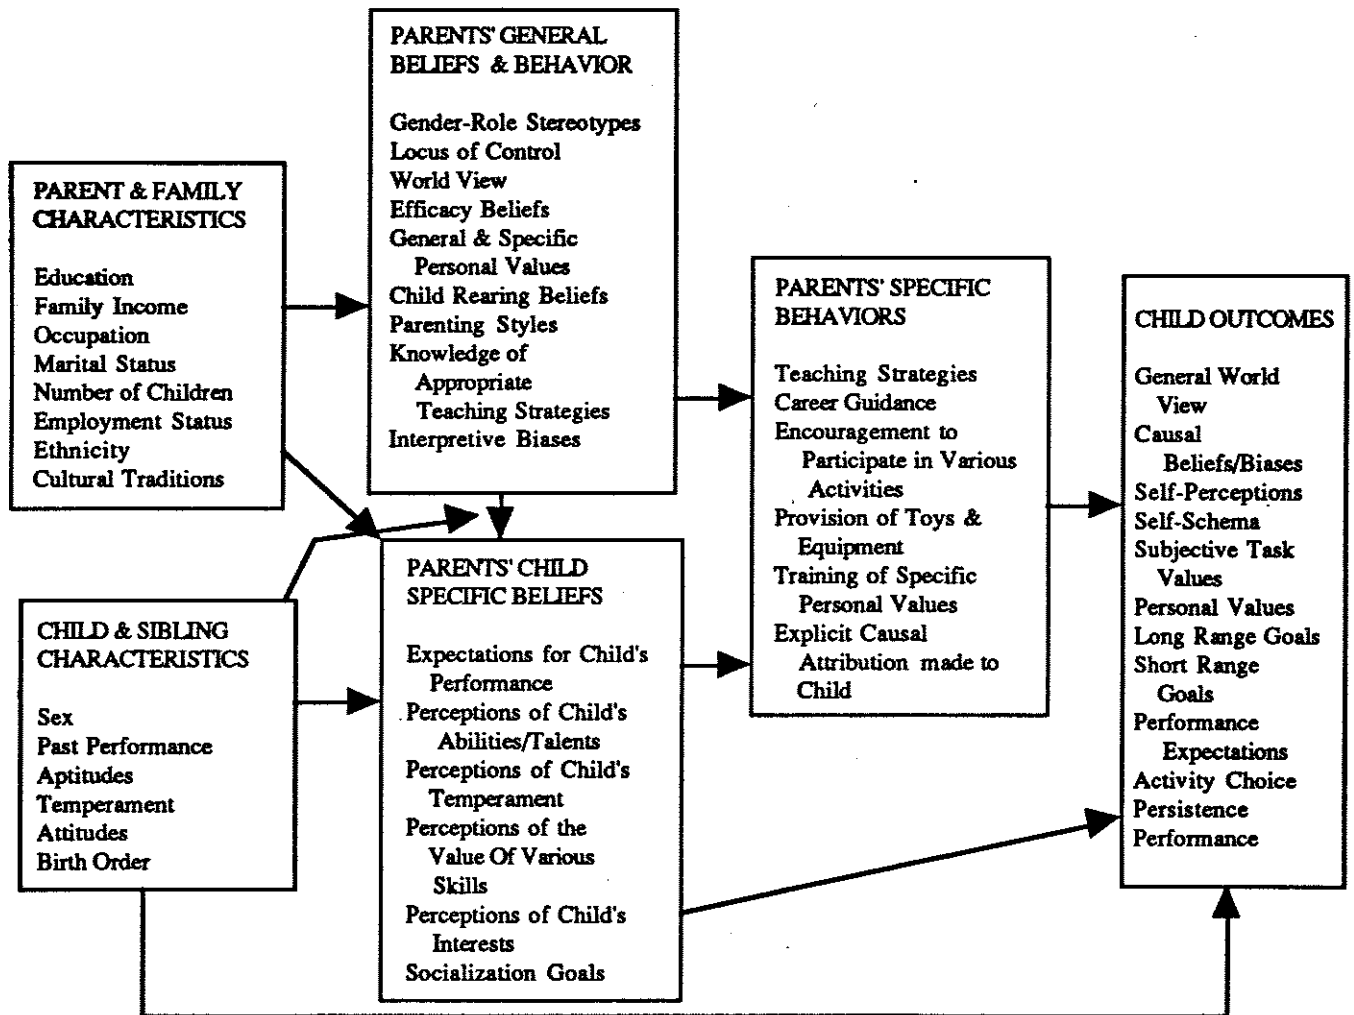 PARENTS' GENERAL
BELIEFS & BEHAVIOR
Gender-Role Stereotypes
Locus of Control
World View
Efficacy Beliefs
General & Specific
Personal Values
Child Rearing Beliefs
Parenting Styles
Knowledge of
Appropriate
Teaching Strategies
Interpretive Biases
PARENT & FAMILY
CHARACTERISTICS
Education
Family Income
Occupation
Marital Status
Number of Children
Employment Status
Ethnicity
Cultural Traditions
CHILD & SIBLING
CHARACTERISTICS
Sex
Past Performance
Aptitudes
Temperament
Attitudes
Birth Order
PARENTS' CHILD
SPECIFIC BELIEFS
Expectations for Child's
Performance
Perceptions of Child's
Abilities/Talents
Perceptions of Child's
Temperament
Perceptions of the
Value Of Various
Skills
Perceptions of Child's
Interests
Socialization Goals
PARENTS' SPECIFIC
BEHAVIORS
Teaching Strategies
Career Guidance
Encouragement to
Participate in Various
Activities
Provision of Toys &
Equipment
Training of Specific
Personal Values
Explicit Causal
Attribution made to
Child
CHILD OUTCOMES
General World
View
Causal
Beliefs/Biases
Self-Perceptions
Self-Schema
Subjective Task
Values
Personal Values
Long Range Goals
Short Range
Goals
Performance
Expectations
Activity Choice
Persistence
Performance